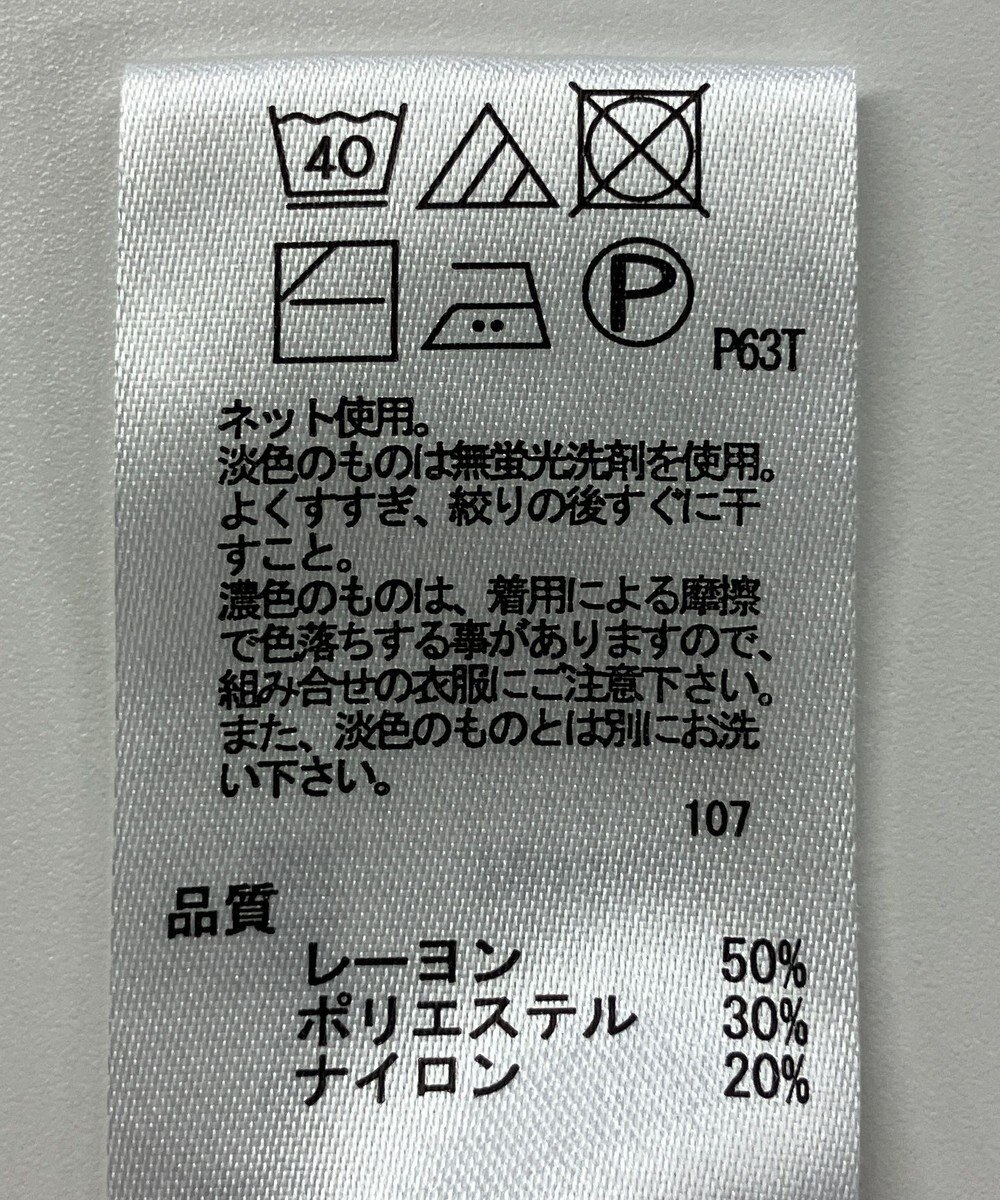 40
P
P63T
ネット使用。
淡色のものは無蛍光洗剤を使用。
よくすすぎ、絞りの後すぐに干
すこと。
濃色のものは、着用による摩擦
で色落ちする事がありますので、
組み合せの衣服にご注意下さい。
また、淡色のものとは別にお洗
い下さい。
107
品質
レーヨン 50%
ポリエステル 30%
ナイロン 20%